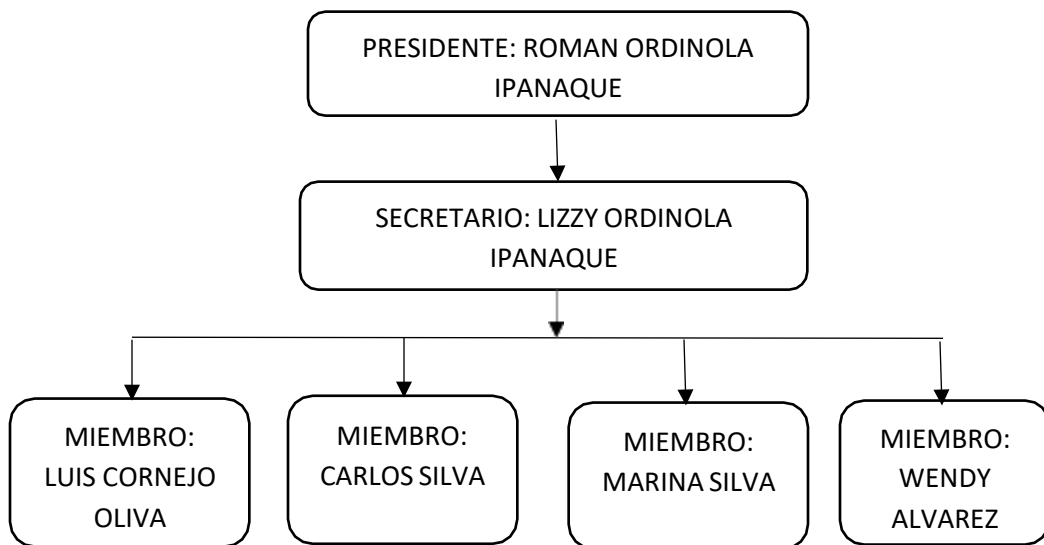 PRESIDENTE: ROMAN ORDINOLA
IPANAQUE
SECRETARIO: LIZZY ORDINOLA
IPANAQUE
MIEMBRO:
LUIS CORNEJO
OLIVA
MIEMBRO:
CARLOS SILVA
MIEMBRO:
MARINA SILVA
MIEMBRO:
WENDY
ALVAREZ